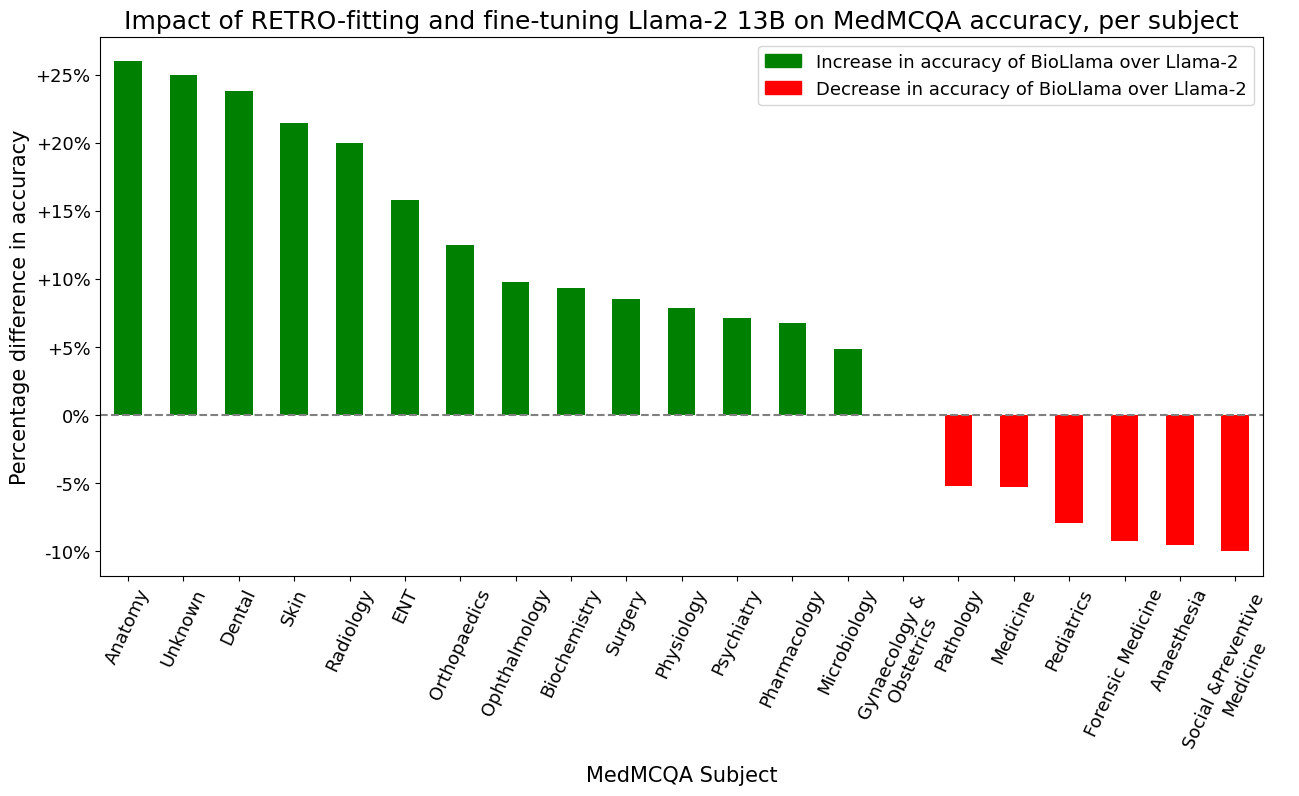 Impact of RETRO-fitting and fine-tuning Llama-2 13B on MedMCQA accuracy, per subject
Increase in accuracy of BioLlama over Llama-2
Decrease in accuracy of BioLlama over Llama-2
Percentage difference in accuracy
+25%
+20%
+15%
+10%
+5%
0%
-5%
-10%
Anatomy
Unknown
Dental
Skin
Radiology
ENT
Orthopaedics
Ophthalmology
Biochemistry
Surgery
Physiology
Psychiatry
Pharmacology
Microbiology
Gynaecology &
Obstetrics
Pathology
Medicine
Pediatrics
Forensic Medicine
Anaesthesia
Social &Preventive
Medicine
MedMCQA Subject